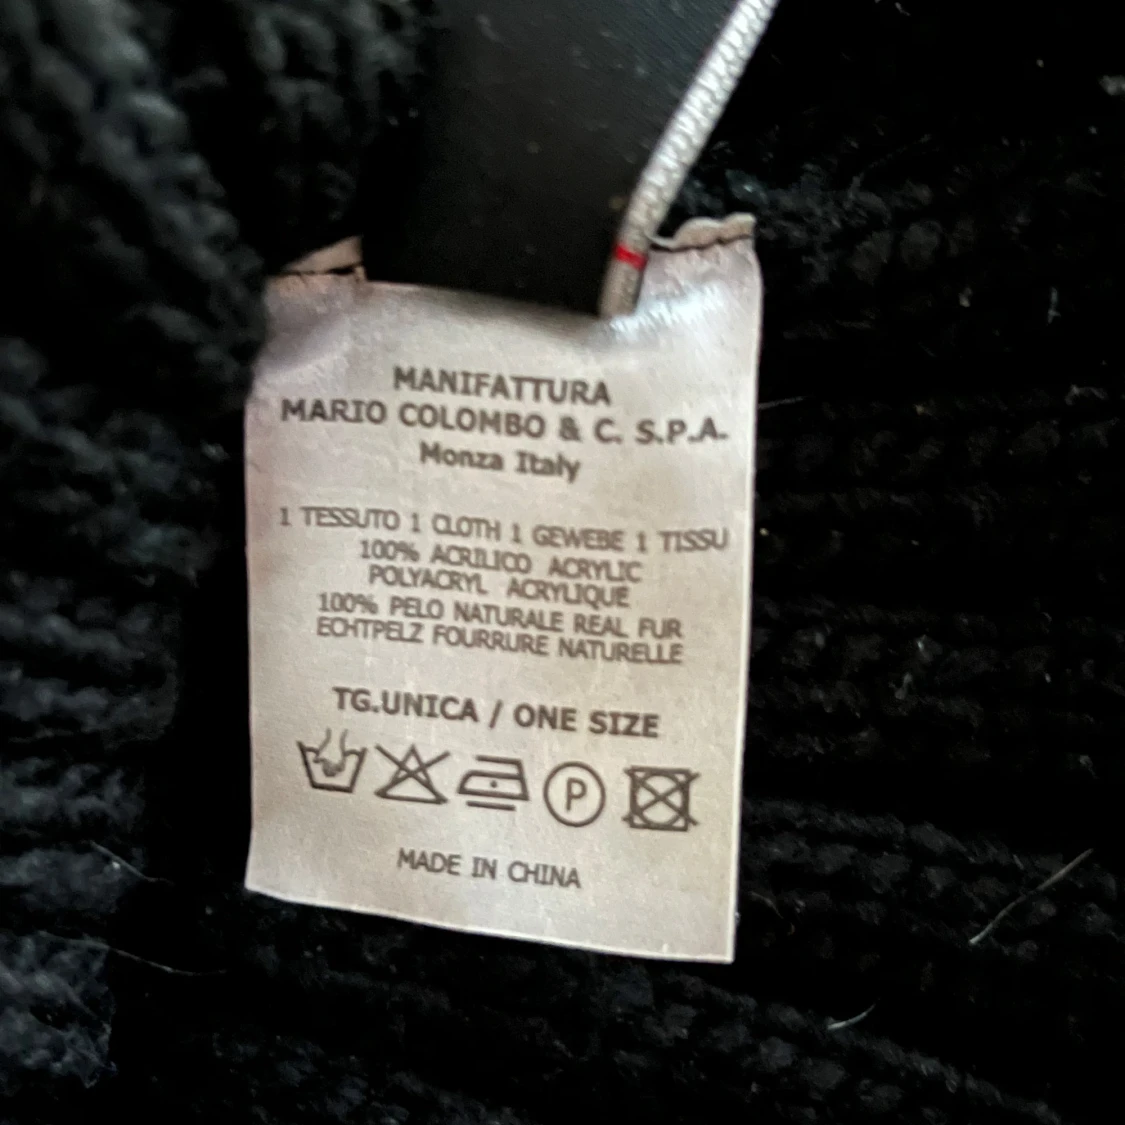 MANIFATTURA
MARIO COLOMBO & C. S.P.A.
Monza Italy
1 TESSUTO 1 CLOTH 1 GEWEBE 1 TISSU
100% ACRILICO ACRYLIC
POLYACRYL ACRYLIQUE
100% PELO NATURALE REAL FUR
ECHTPELZ FOURRURE NATURELLE
TG.UNICA / ONE SIZE
P
MADE IN CHINA